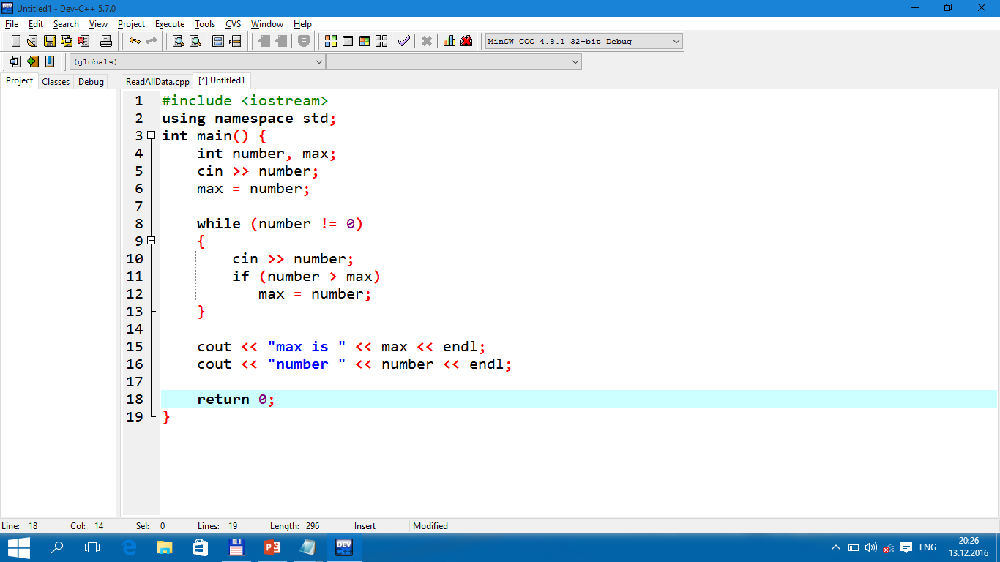 Untitled1 - Dev-C++ 5.7.0
File Edit Search View Project Execute Tools CVS Window Help
MinGW GCC 4.8.1 32-bit Debug
(globals)
Project Classes Debug ReadAllData.cpp [*] Untitled1
1 #include <iostream>
2 using namespace std;
3 int main() {
4 int number, max;
5 cin >> number;
6 max = number;
7
8 while (number != 0)
9 {
10 cin >> number;
11 if (number > max)
12 max = number;
13 }
14
15 cout << "max is " << max << endl;
16 cout << "number " << number << endl;
17
18 return 0;
19 }
Line: 18 Col: 14 Sel: 0 Lines: 19 Length: 296 Insert Modified
DEV
ENG
20:26
13.12.2016